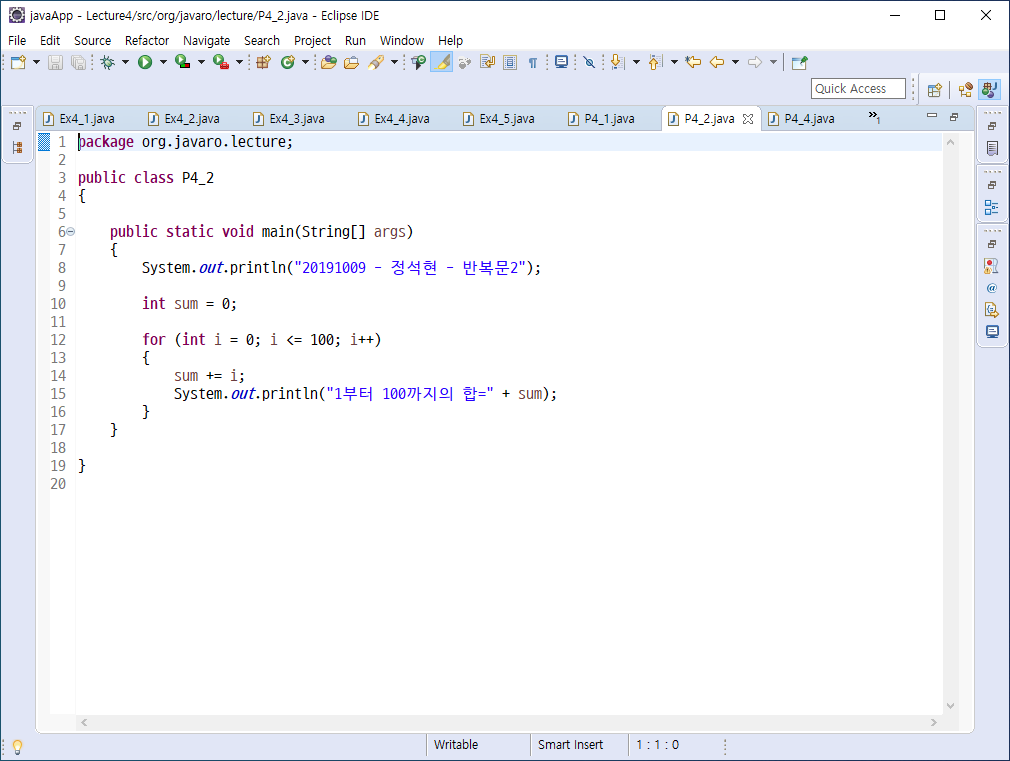 javaApp - Lecture4/src/org/javaro/lecture/P4_2.java - Eclipse IDE
File Edit Source Refactor Navigate Search Project Run Window Help
Quick Access
Ex4_1.java Ex4_2.java Ex4_3.java Ex4_4.java Ex4_5.java P4_1.java P4_2.java P4_4.java »1
1 package org.javaro.lecture;
2
3 public class P4_2
4 {
5
6 public static void main(String[] args)
7 {
8 System.out.println("20191009 - 정석현 - 반복문2");
9
10 int sum = 0;
11
12 for (int i = 0; i <= 100; i++)
13 {
14 sum += i;
15 System.out.println("1부터 100까지의 합=" + sum);
16 }
17 }
18
19 }
20
Writable Smart Insert 1 : 1 : 0